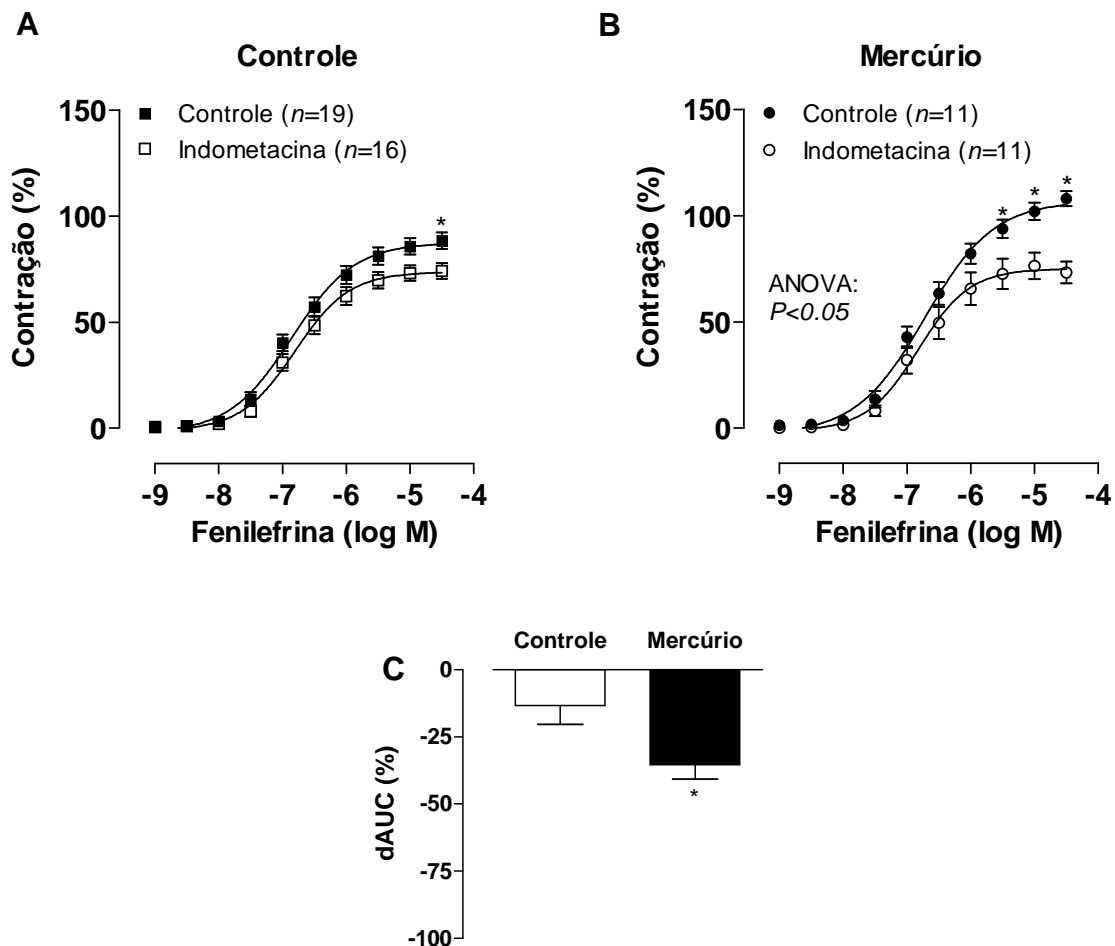 A
Controle
150
100
50
0
Contração (%)
Controle (n=19)
Indometacina (n=16)
*
-9 -8 -7 -6 -5 -4
Fenilefrina (log M)
B
Mercúrio
150
100
50
0
Contração (%)
Controle (n=11)
Indometacina (n=11)
* * *
ANOVA:
P<0.05
-9 -8 -7 -6 -5 -4
Fenilefrina (log M)
C
Controle Mercúrio
0
-25
-50
-75
-100
dAUC (%)
*